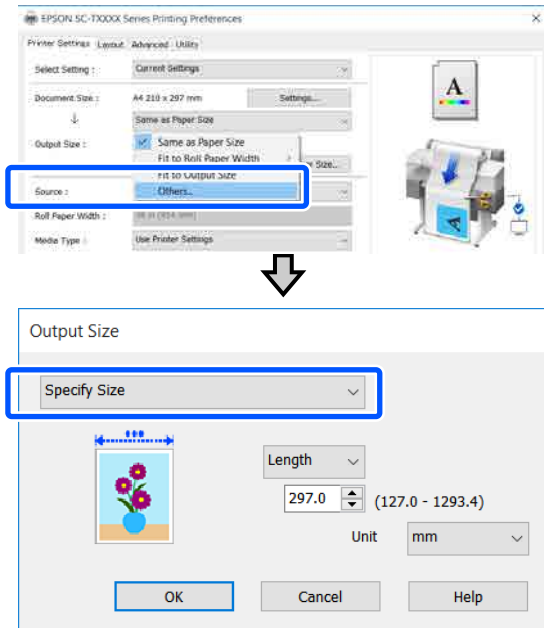 EPSON SC-TXXXX Series Printing Preferences
Printer Settings Layout Advanced Utility
Select Setting : Current Settings
Document Size : A4 210 x 297 mm Settings...
Same as Paper Size
Output Size : Same as Paper Size
Fit to Roll Paper Width
Size...
Fit to Output Size
Source : Others...
Roll Paper Width :
Media Type : Use Printer Settings
A
A
Output Size
Specify Size
Length
297.0 (127.0 - 1293.4)
Unit mm
OK Cancel Help